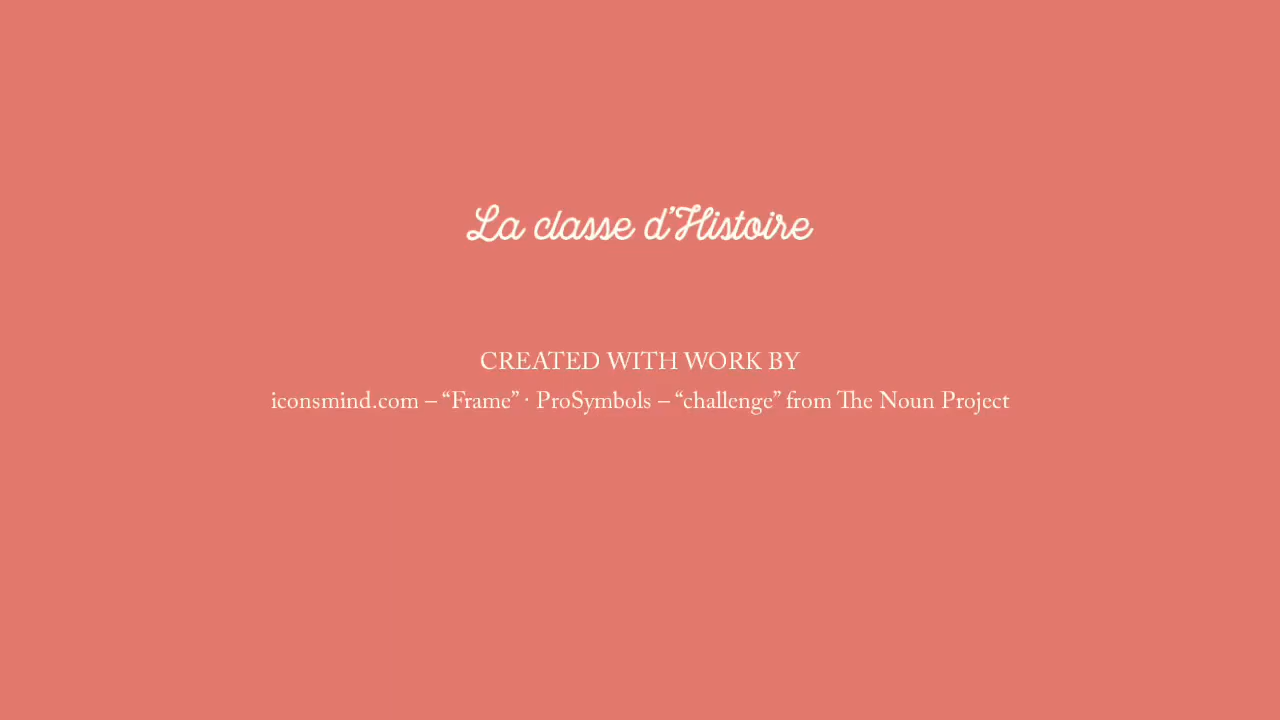 La classe d’Histoire
CREATED WITH WORK BY
iconsmind.com – “Frame” · ProSymbols – “challenge” from The Noun Project